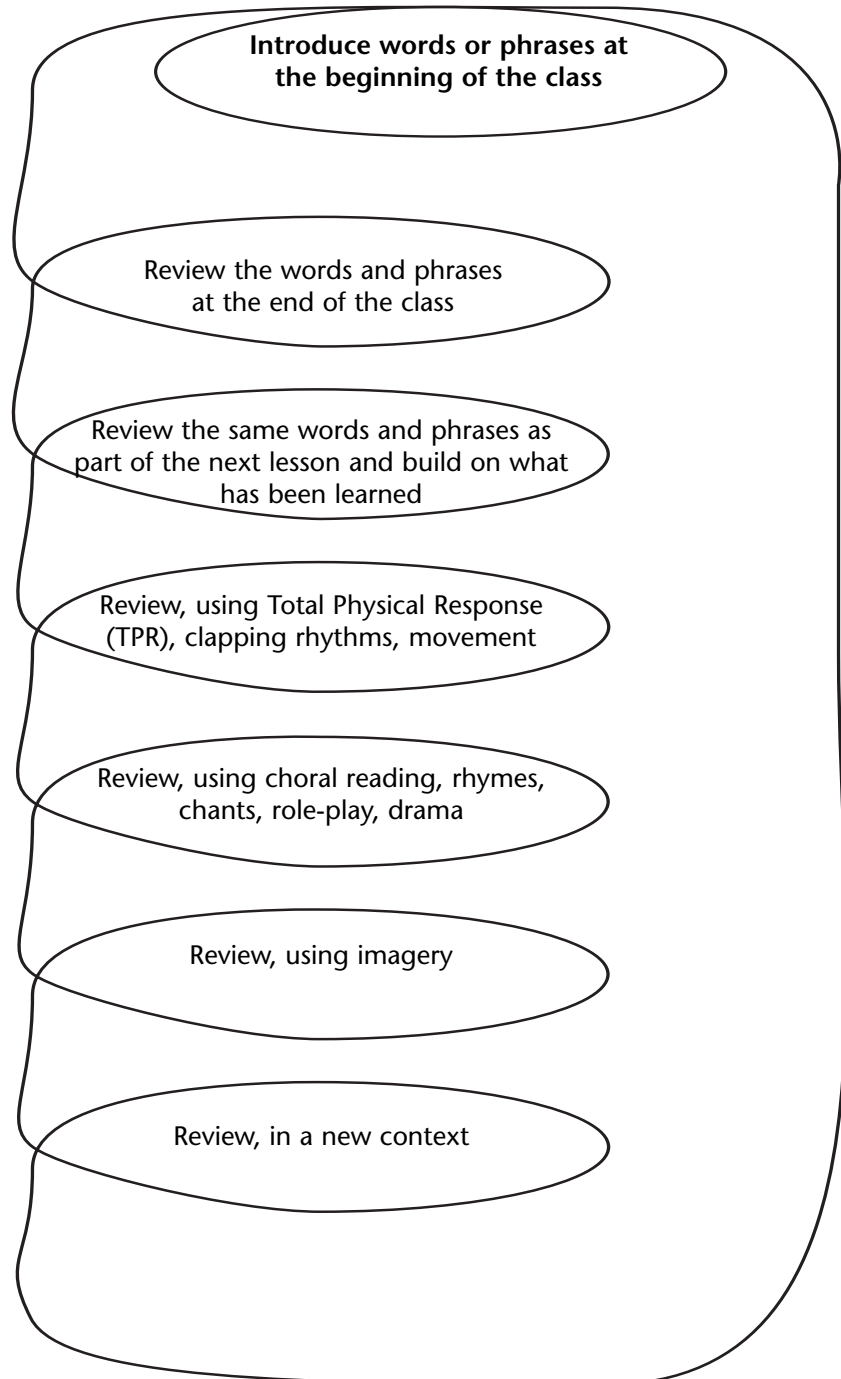 Introduce words or phrases at
the beginning of the class
Review the words and phrases
at the end of the class
Review the same words and phrases as
part of the next lesson and build on what
has been learned
Review, using Total Physical Response
(TPR), clapping rhythms, movement
Review, using choral reading, rhymes,
chants, role-play, drama
Review, using imagery
Review, in a new context